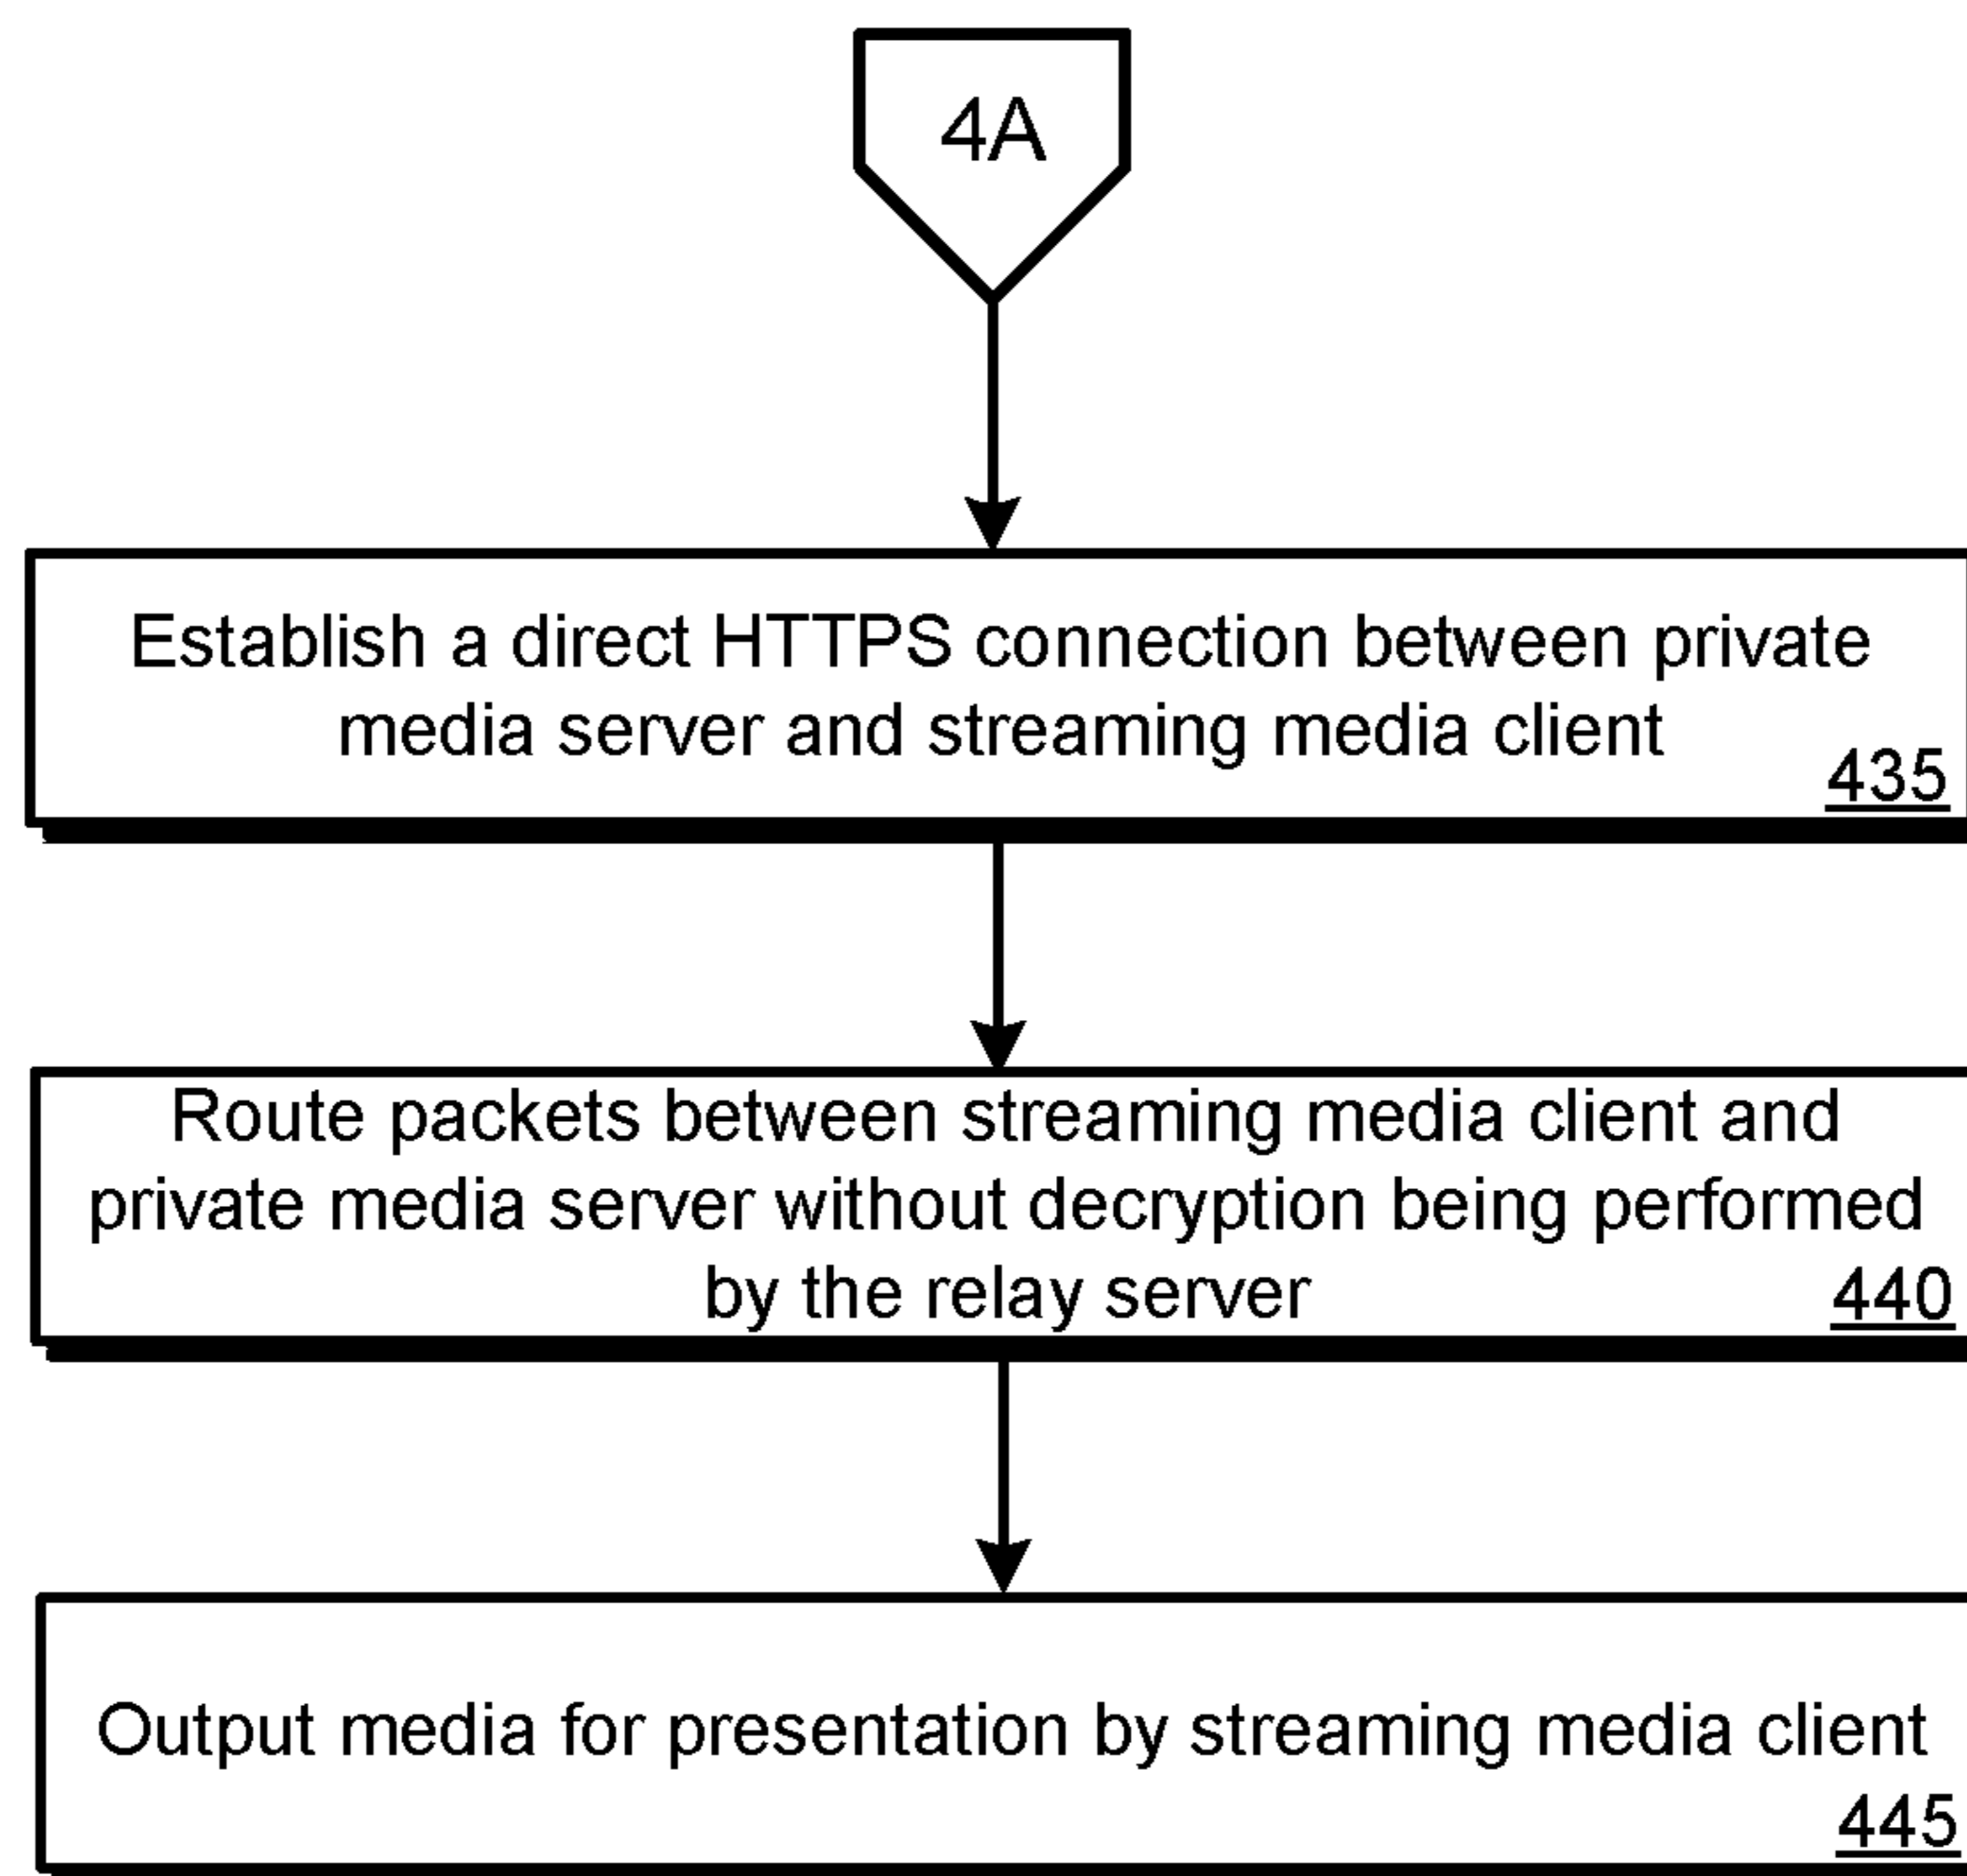 4A
Establish a direct HTTPS connection between private
media server and streaming media client
435
Route packets between streaming media client and
private media server without decryption being performed
by the relay server
440
Output media for presentation by streaming media client
445